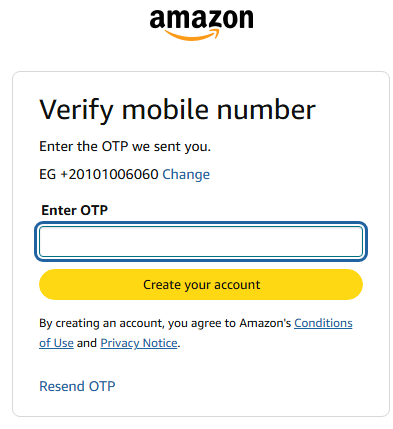 amazon
Verify mobile number
Enter the OTP we sent you.
EG +20101006060 Change
Enter OTP
Create your account
By creating an account, you agree to Amazon's Conditions
of Use and Privacy Notice.
Resend OTP